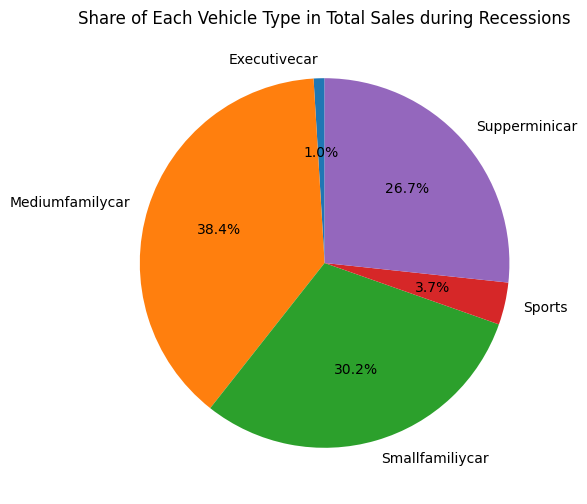 Share of Each Vehicle Type in Total Sales during Recessions
Executivecar
1.0%
Supperminicar
26.7%
Mediumfamilycar
38.4%
3.7%
Sports
30.2%
Smallfamiliycar